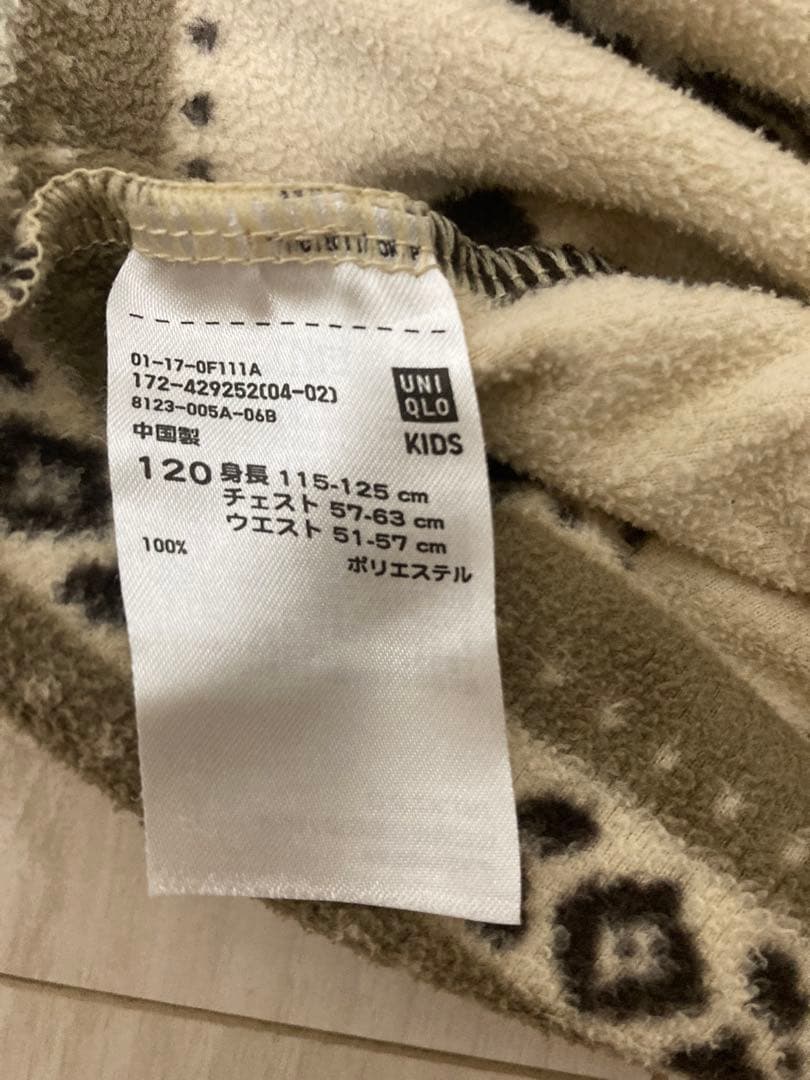 01-17-0F111A
172-429252(04-02)
8123-005A-06B
中国製
UNI
QLO
KIDS
120 身長 115-125 cm
チェスト 57-63 cm
ウエスト 51-57 cm
100%
ポリエステル